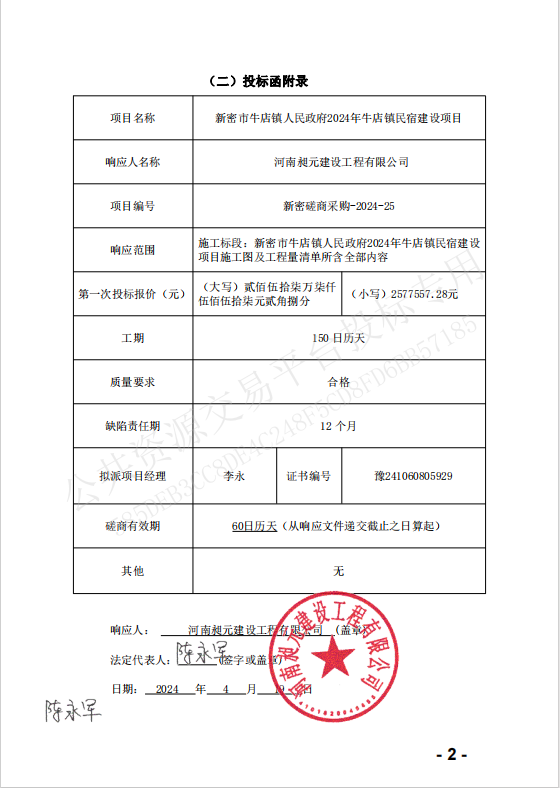 （二）投标函附录
项目名称 新密市牛店镇人民政府2024年牛店镇民宿建设项目
响应人名称 河南昶元建设工程有限公司
项目编号 新密磋商采购-2024-25
响应范围 施工标段：新密市牛店镇人民政府2024年牛店镇民宿建设
项目施工图及工程量清单所含全部内容
第一次投标报价（元） （大写）贰佰伍拾柒万柒仟
伍佰伍拾柒元贰角捌分 （小写）2577557.28元
工期 150日历天
质量要求 合格
缺陷责任期 12个月
拟派项目经理 李永 证书编号 豫241060805929
磋商有效期 60日历天（从响应文件递交截止之日算起）
其他 无
响应人： 河南昶元建设工程有限公司 （盖章）
法定代表人：陈永军（签字或盖章）
日期： 2024 年 4 月 19 日
陈永军
河南昶元建设工程有限公司
公共资源交易平台投标专用
- 2 -